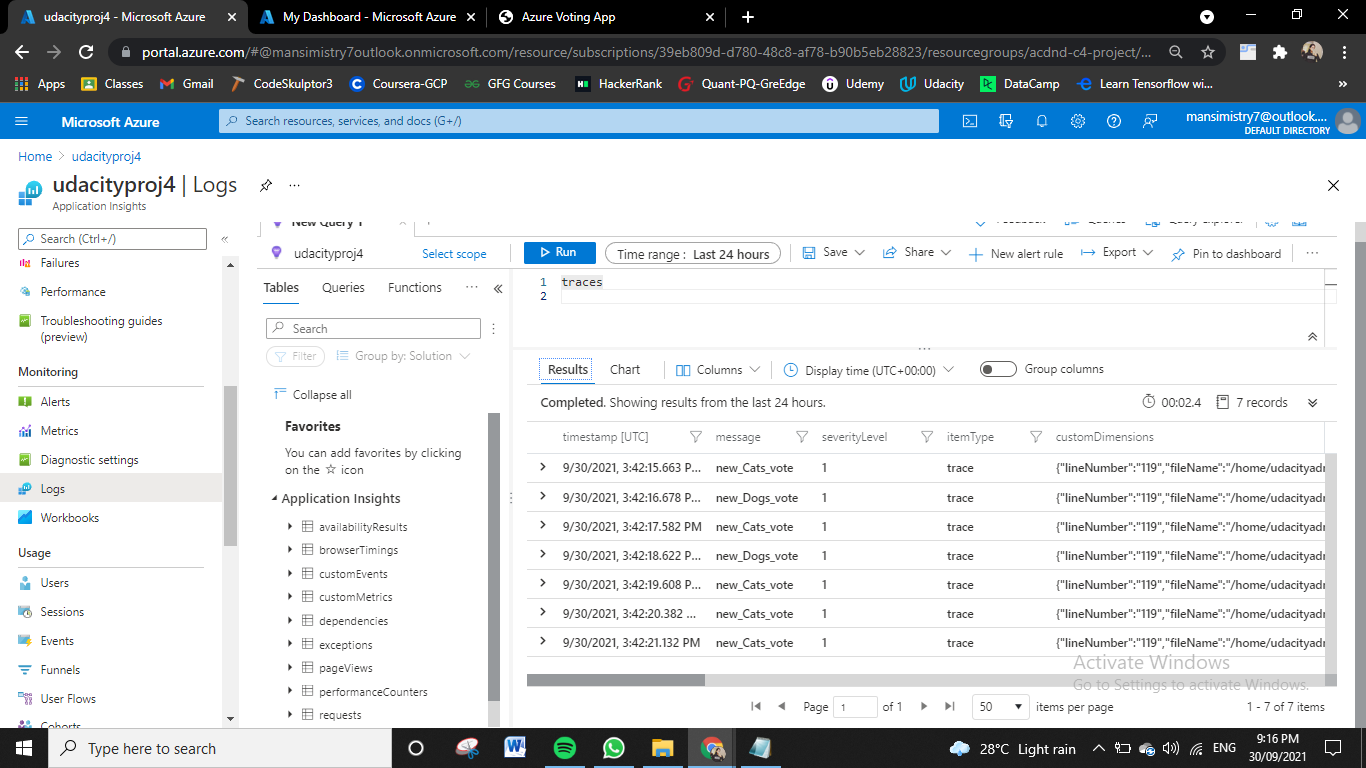 udacityproj4 - Microsoft Azure
My Dashboard - Microsoft Azure
Azure Voting App
portal.azure.com/#@mansimistry7outlook.onmicrosoft.com/resource/subscriptions/39eb809d-d780-48c8-af78-b90b5eb28823/resourcegroups/acdnd-c4-project/...
Apps Classes Gmail CodeSkulptor3 Coursera-GCP GFG Courses HackerRank Quant-PQ-GreEdge Udemy Udacity DataCamp Learn Tensorflow wi... »
Microsoft Azure
Search resources, services, and docs (G+/)
mansimistry7@outlook....
DEFAULT DIRECTORY
Home > udacityproj4
udacityproj4 | Logs
Application Insights
Search (Ctrl+/)
Failures
Performance
Troubleshooting guides
(preview)
Monitoring
Alerts
Metrics
Diagnostic settings
Logs
Workbooks
Usage
Users
Sessions
Events
Funnels
User Flows
Cohorts
New Query 1
Feedback Queries Query explorer
udacityproj4 Select scope
Run Time range : Last 24 hours Save Share New alert rule Export Pin to dashboard
Tables Queries Functions
Search
Filter Group by: Solution
Collapse all
Favorites
You can add favorites by clicking
on the ☆ icon
Application Insights
availabilityResults
browserTimings
customEvents
customMetrics
dependencies
exceptions
pageViews
performanceCounters
requests
1 traces
2
Results Chart Columns Display time (UTC+00:00) Group columns
Completed. Showing results from the last 24 hours. 00:02.4 7 records
timestamp [UTC] message severityLevel itemType customDimensions
9/30/2021, 3:42:15.663 P... new_Cats_vote 1 trace {"lineNumber":"119","fileName":"/home/udacityadr
9/30/2021, 3:42:16.678 P... new_Dogs_vote 1 trace {"lineNumber":"119","fileName":"/home/udacityadr
9/30/2021, 3:42:17.582 PM new_Cats_vote 1 trace {"lineNumber":"119","fileName":"/home/udacityadr
9/30/2021, 3:42:18.622 P... new_Dogs_vote 1 trace {"lineNumber":"119","fileName":"/home/udacityadr
9/30/2021, 3:42:19.608 P... new_Cats_vote 1 trace {"lineNumber":"119","fileName":"/home/udacityadr
9/30/2021, 3:42:20.382 ... new_Cats_vote 1 trace {"lineNumber":"119","fileName":"/home/udacityadr
9/30/2021, 3:42:21.132 PM new_Cats_vote 1 trace {"lineNumber":"119","fileName":"/home/udacityadr
Activate Windows
Go to Settings to activate Windows.
Page 1 of 1 50 items per page 1 - 7 of 7 items
Type here to search
28°C Light rain
ENG
9:16 PM
30/09/2021